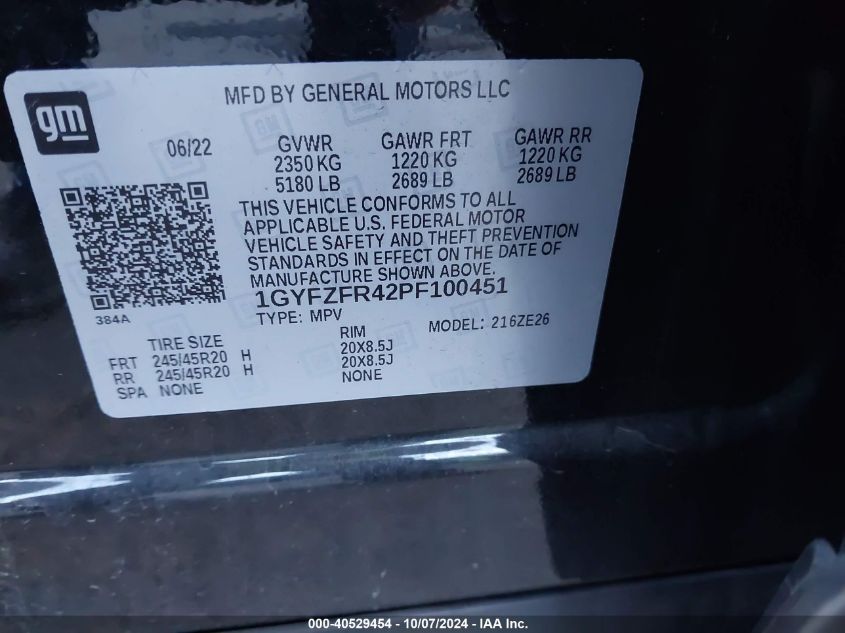 gm
MFD BY GENERAL MOTORS LLC
06/22
GVWR
2350 KG
5180 LB
GAWR FRT
1220 KG
2689 LB
GAWR RR
1220 KG
2689 LB
THIS VEHICLE CONFORMS TO ALL
APPLICABLE U.S. FEDERAL MOTOR
VEHICLE SAFETY AND THEFT PREVENTION
STANDARDS IN EFFECT ON THE DATE OF
MANUFACTURE SHOWN ABOVE.
1GYFZFR42PF100451
384A
TYPE: MPV
MODEL: 216ZE26
TIRE SIZE
RIM
FRT 245/45R20 H 20X8.5J
RR 245/45R20 H 20X8.5J
SPA NONE NONE
000-40529454 - 10/07/2024 - IAA Inc.